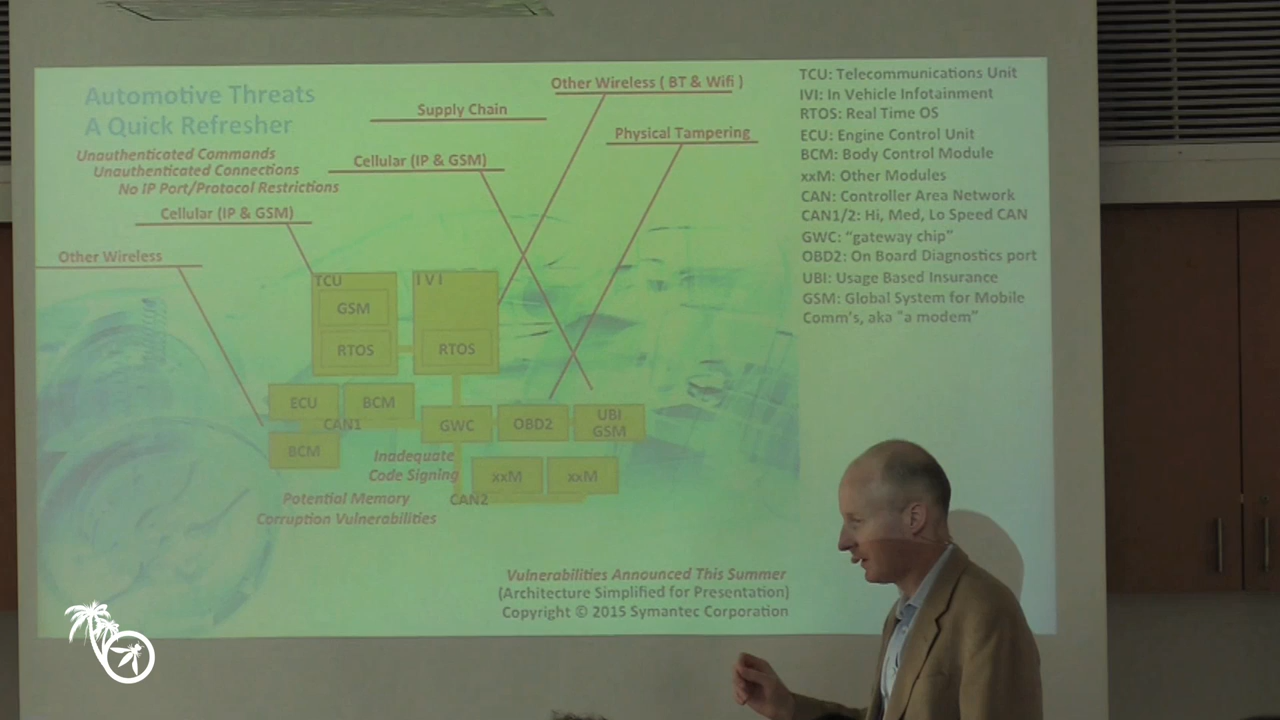 Automotive Threats
A Quick Refresher
Unauthenticated Commands
Unauthenticated Connections
No IP Port/Protocol Restrictions
Cellular (IP & GSM)
Other Wireless
Supply Chain
Cellular (IP & GSM)
Other Wireless ( BT & Wifi )
Physical Tampering
TCU
GSM
RTOS
I V I
RTOS
ECU
BCM
CAN1
BCM
GWC
OBD2
UBI
GSM
Inadequate
Code Signing
xxM
xxM
CAN2
Potential Memory
Corruption Vulnerabilities
Vulnerabilities Announced This Summer
(Architecture Simplified for Presentation)
Copyright © 2015 Symantec Corporation
TCU: Telecommunications Unit
IVI: In Vehicle Infotainment
RTOS: Real Time OS
ECU: Engine Control Unit
BCM: Body Control Module
xxM: Other Modules
CAN: Controller Area Network
CAN1/2: Hi, Med, Lo Speed CAN
GWC: “gateway chip”
OBD2: On Board Diagnostics port
UBI: Usage Based Insurance
GSM: Global System for Mobile
Comm's, aka "a modem”